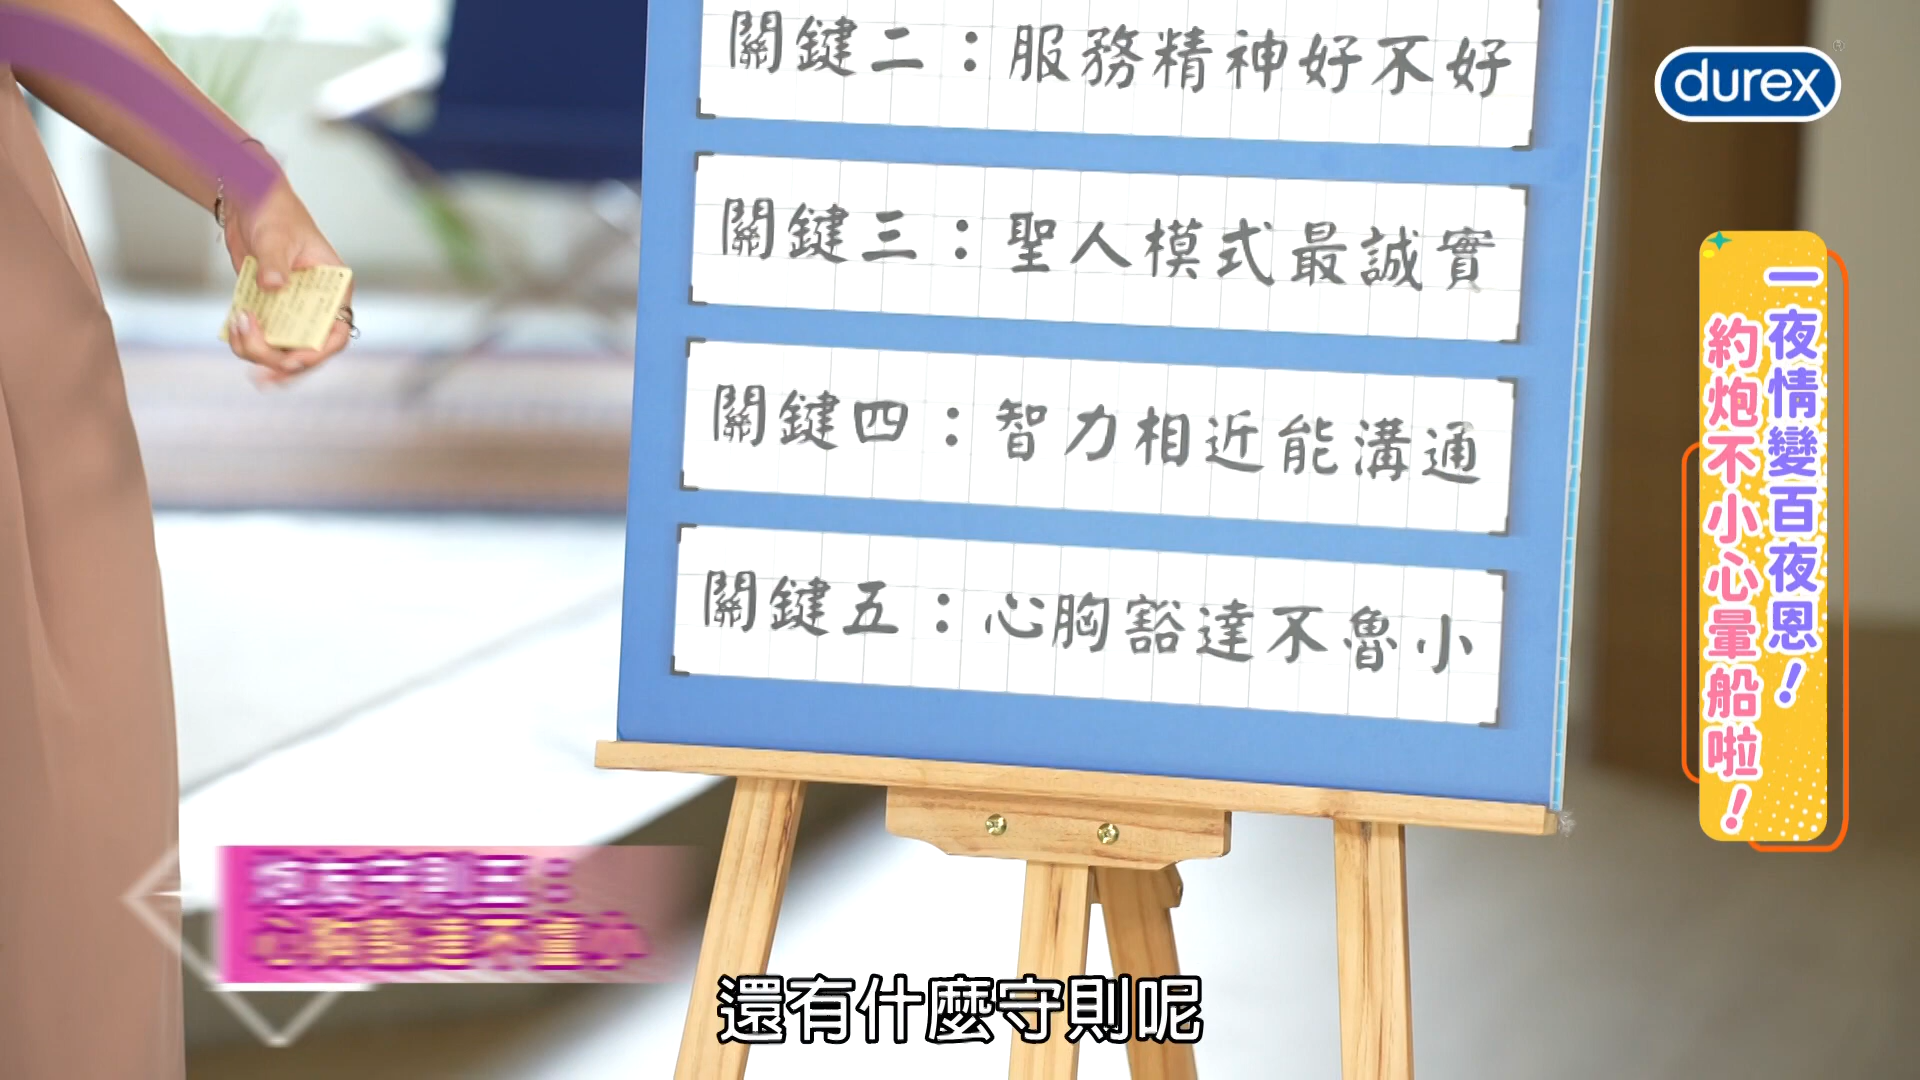 關鍵二：服務精神好不好
關鍵三：聖人模式最誠實
關鍵四：智力相近能溝通
關鍵五：心胸豁達不魯小
durex
一夜情變百夜恩！
約炮不小心暈船啦！
還有什麼守則呢